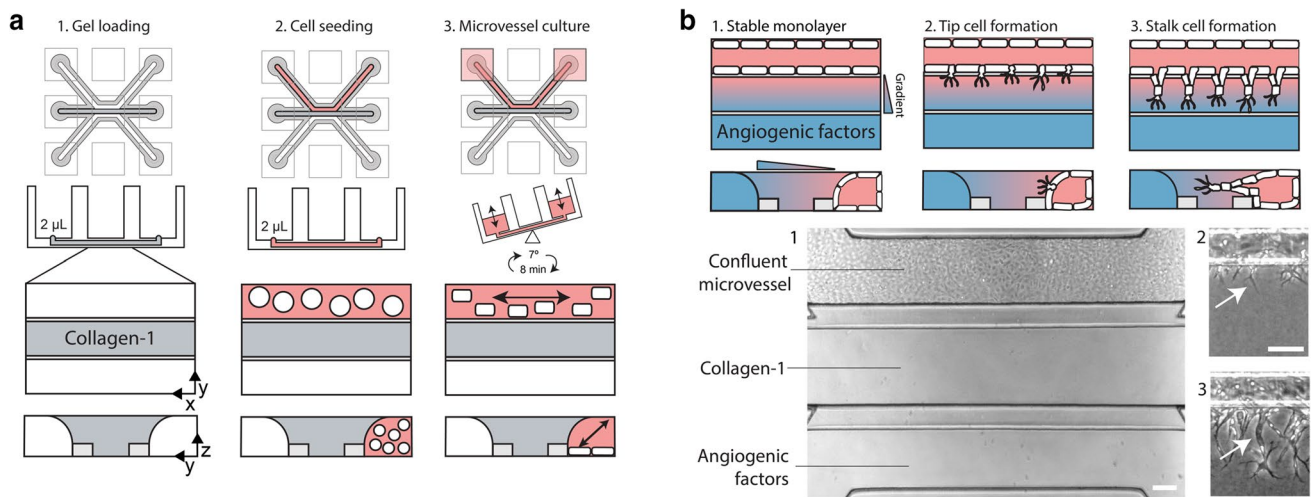 a
1. Gel loading
2. Cell seeding
3. Microvessel culture
2 µL
2 µL
7º
8 min
Collagen-1
y
x
z
y
b
1. Stable monolayer
2. Tip cell formation
3. Stalk cell formation
Gradient
Angiogenic factors
1
Confluent
microvessel
Collagen-1
Angiogenic
factors
2
3